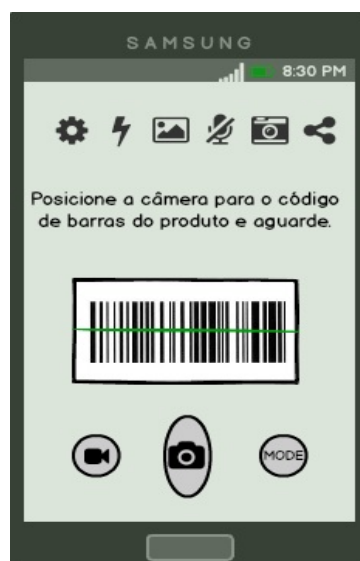 SAMSUNG
8:30 PM
Posicione a câmera para o código
de barras do produto e aguarde.
MODE